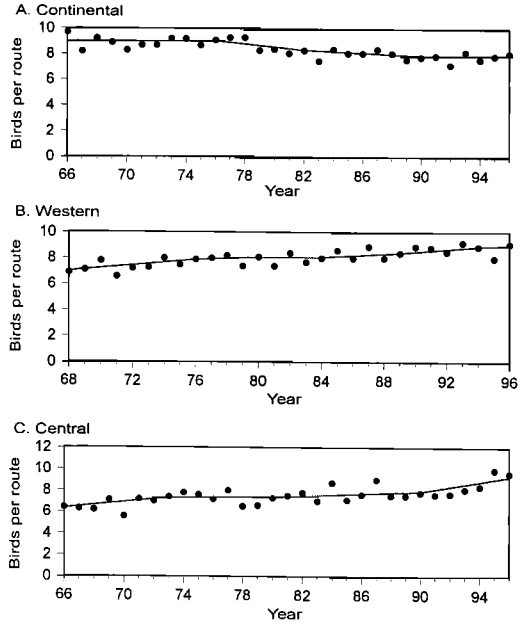 A. Continental
10
8
6
4
2
0
Birds per route
66 70 74 78 82 86 90 94
Year
B. Western
10
8
6
4
2
0
Birds per route
68 72 76 80 84 88 92 96
Year
C. Central
12
10
8
6
4
2
0
Birds per route
66 70 74 78 82 86 90 94
Year